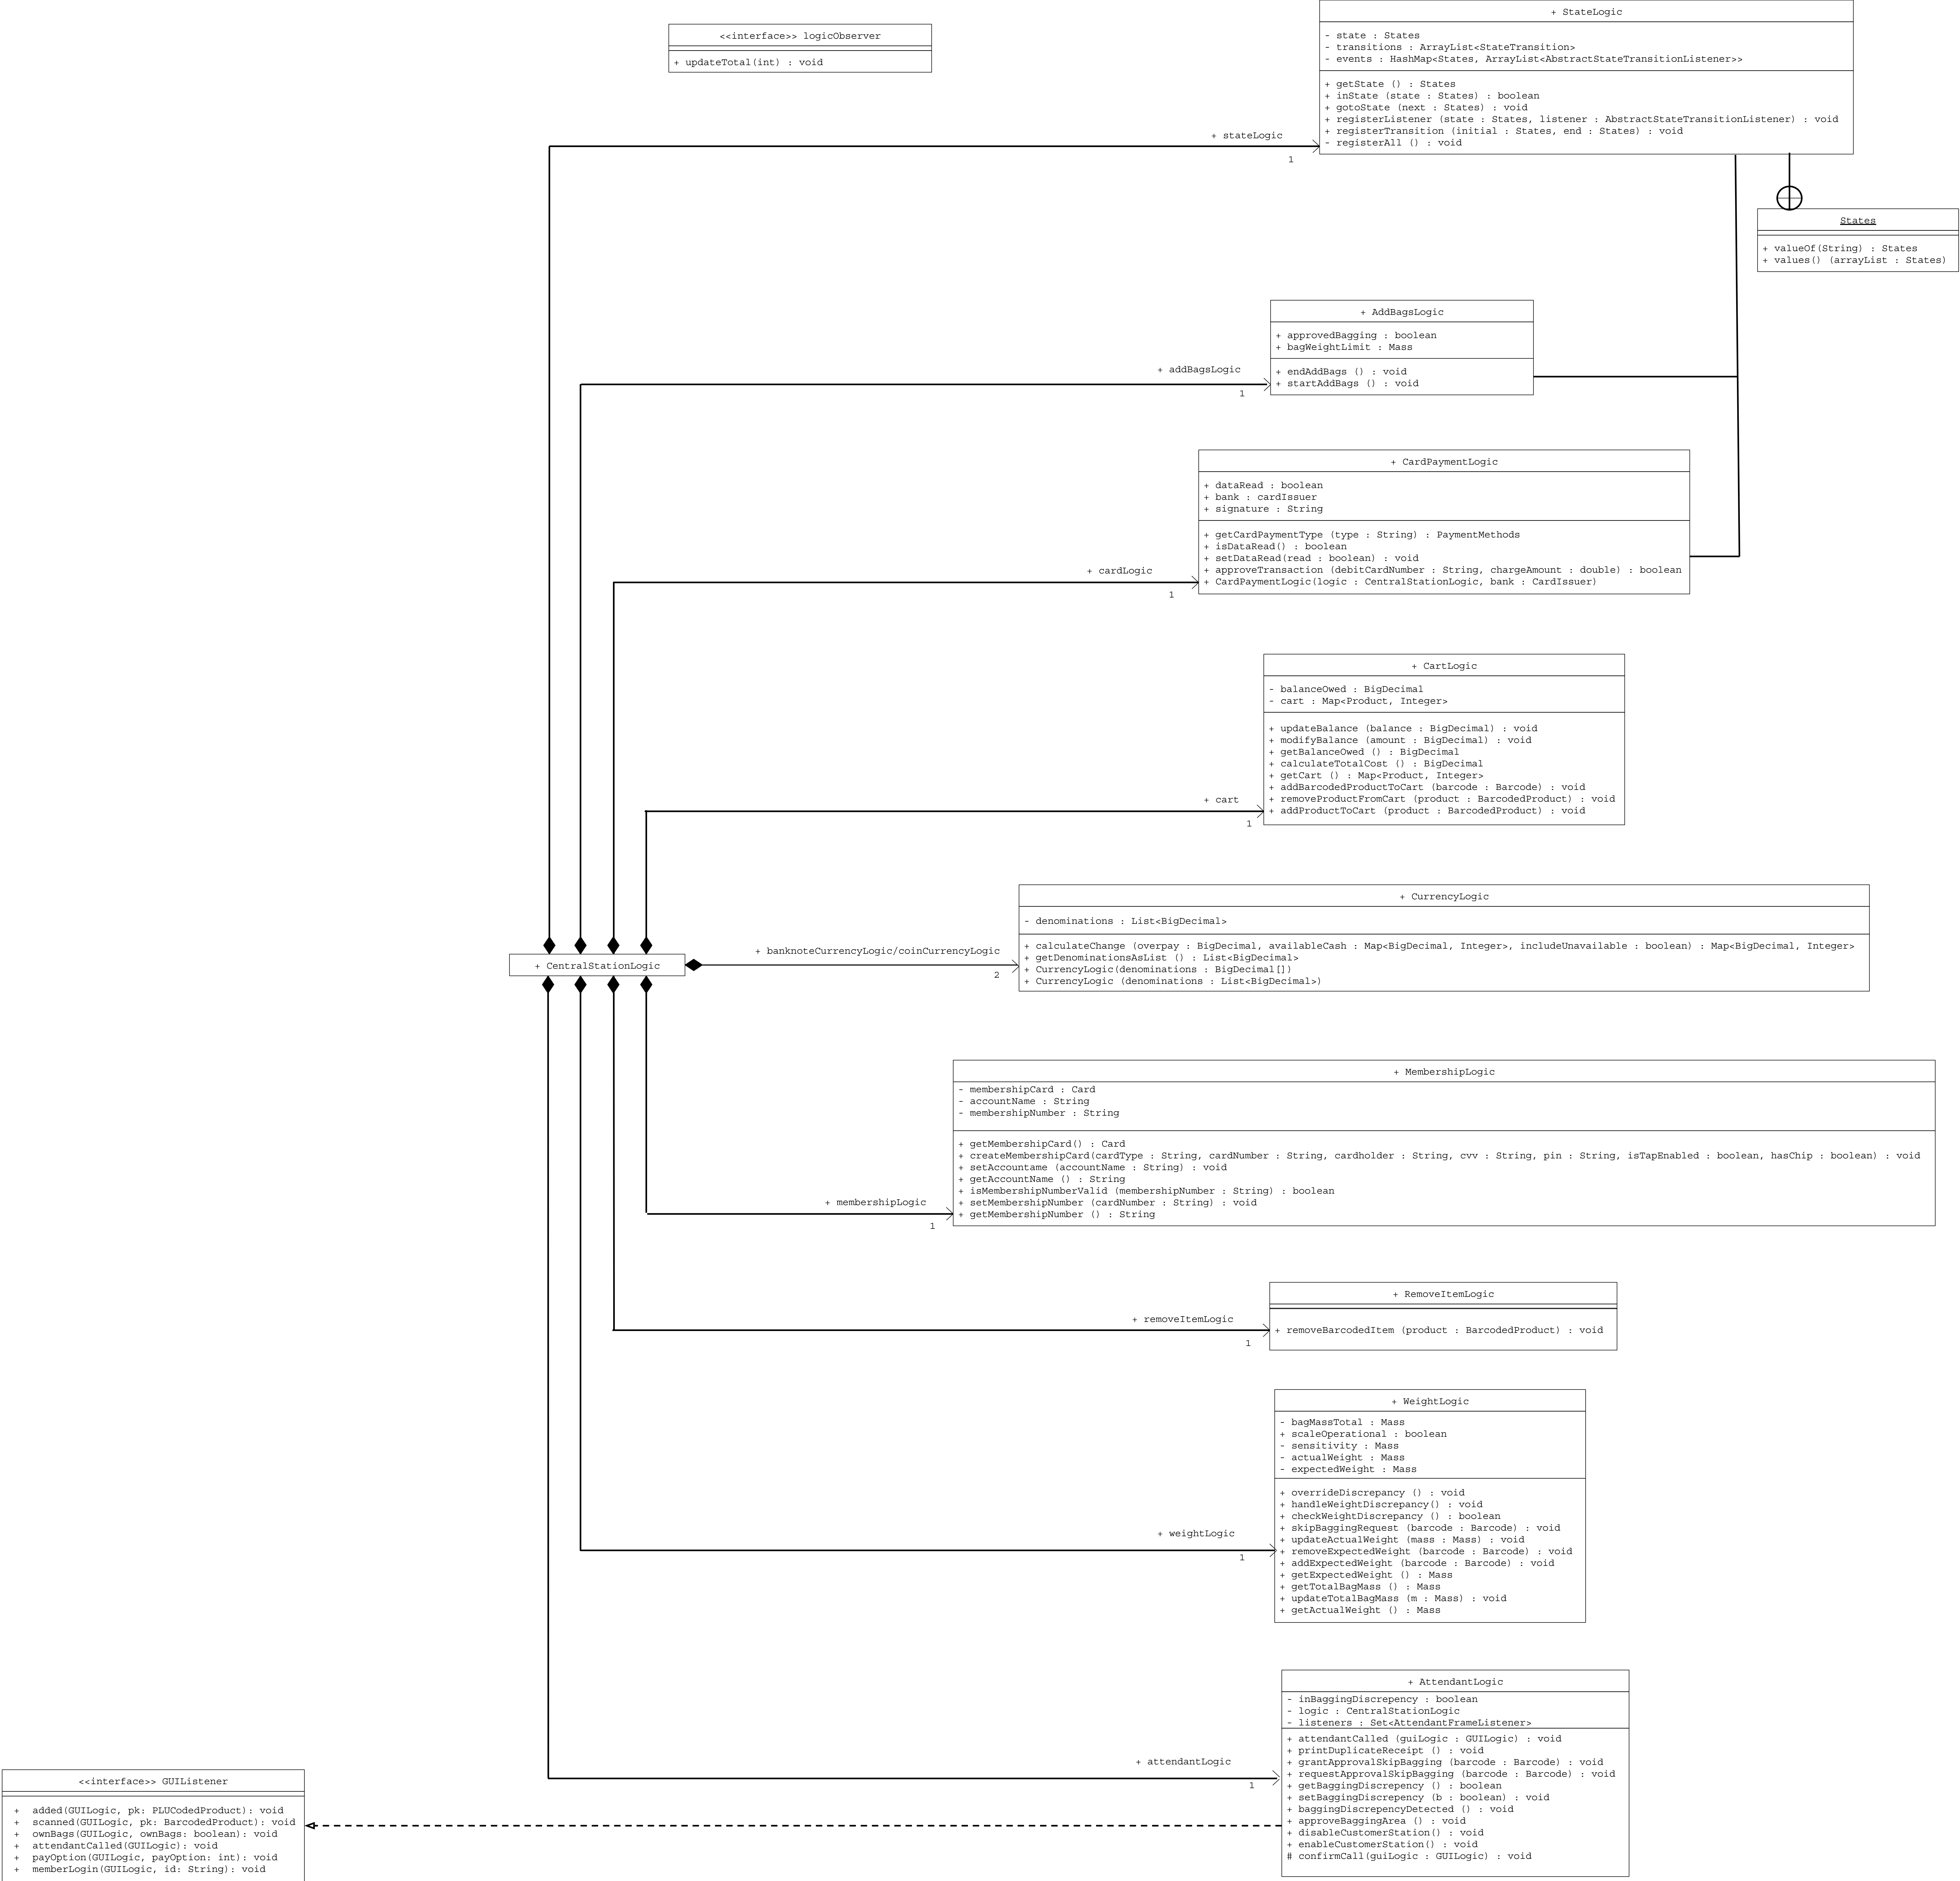 <<interface>> logicObserver
+ updateTotal(int) : void
+ StateLogic
- state : States
- transitions : ArrayList<StateTransition>
- events : HashMap<States, ArrayList<AbstractStateTransitionListener>>
+ getState () : States
+ inState (state : States) : boolean
+ gotoState (next : States) : void
+ registerListener (state : States, listener : AbstractStateTransitionListener) : void
+ registerTransition (initial : States, end : States) : void
- registerAll () : void
+ stateLogic
1
States
+ valueOf(String) : States
+ values() (arrayList : States)
+ AddBagsLogic
+ approvedBagging : boolean
+ bagWeightLimit : Mass
+ endAddBags () : void
+ startAddBags () : void
+ addBagsLogic
1
+ CardPaymentLogic
+ dataRead : boolean
+ bank : cardIssuer
+ signature : String
+ getCardPaymentType (type : String) : PaymentMethods
+ isDataRead() : boolean
+ setDataRead(read : boolean) : void
+ approveTransaction (debitCardNumber : String, chargeAmount : double) : boolean
+ CardPaymentLogic(logic : CentralStationLogic, bank : CardIssuer)
+ cardLogic
1
+ CartLogic
- balanceOwed : BigDecimal
- cart : Map<Product, Integer>
+ updateBalance (balance : BigDecimal) : void
+ modifyBalance (amount : BigDecimal) : void
+ getBalanceOwed () : BigDecimal
+ calculateTotalCost () : BigDecimal
+ getCart () : Map<Product, Integer>
+ addBarcodedProductToCart (barcode : Barcode) : void
+ removeProductFromCart (product : BarcodedProduct) : void
+ addProductToCart (product : BarcodedProduct) : void
+ cart
1
+ CurrencyLogic
- denominations : List<BigDecimal>
+ calculateChange (overpay : BigDecimal, availableCash : Map<BigDecimal, Integer>, includeUnavailable : boolean) : Map<BigDecimal, Integer>
+ getDenominationsAsList () : List<BigDecimal>
+ CurrencyLogic(denominations : BigDecimal[])
+ CurrencyLogic (denominations : List<BigDecimal>)
+ banknoteCurrencyLogic/coinCurrencyLogic
2
+ CentralStationLogic
+ MembershipLogic
- membershipCard : Card
- accountName : String
- membershipNumber : String
+ getMembershipCard() : Card
+ createMembershipCard(cardType : String, cardNumber : String, cardholder : String, cvv : String, pin : String, isTapEnabled : boolean, hasChip : boolean) : void
+ setAccountame (accountName : String) : void
+ getAccountName () : String
+ isMembershipNumberValid (membershipNumber : String) : boolean
+ setMembershipNumber (cardNumber : String) : void
+ getMembershipNumber () : String
+ membershipLogic
1
+ RemoveItemLogic
+ removeBarcodedItem (product : BarcodedProduct) : void
+ removeItemLogic
1
+ WeightLogic
- bagMassTotal : Mass
+ scaleOperational : boolean
- sensitivity : Mass
- actualWeight : Mass
- expectedWeight : Mass
+ overrideDiscrepancy () : void
+ handleWeightDiscrepancy() : void
+ checkWeightDiscrepancy () : boolean
+ skipBaggingRequest (barcode : Barcode) : void
+ updateActualWeight (mass : Mass) : void
+ removeExpectedWeight (barcode : Barcode) : void
+ addExpectedWeight (barcode : Barcode) : void
+ getExpectedWeight () : Mass
+ getTotalBagMass () : Mass
+ updateTotalBagMass (m : Mass) : void
+ getActualWeight () : Mass
+ weightLogic
1
+ AttendantLogic
- inBaggingDiscrepency : boolean
- logic : CentralStationLogic
- listeners : Set<AttendantFrameListener>
+ attendantCalled (guiLogic : GUILogic) : void
+ printDuplicateReceipt () : void
+ grantApprovalSkipBagging (barcode : Barcode) : void
+ requestApprovalSkipBagging (barcode : Barcode) : void
+ getBaggingDiscrepency () : boolean
+ setBaggingDiscrepency (b : boolean) : void
+ baggingDiscrepencyDetected () : void
+ approveBaggingArea () : void
+ disableCustomerStation() : void
+ enableCustomerStation() : void
# confirmCall(guiLogic : GUILogic) : void
+ attendantLogic
1
<<interface>> GUIListener
+ added(GUILogic, pk: PLUCodedProduct): void
+ scanned(GUILogic, pk: BarcodedProduct): void
+ ownBags(GUILogic, ownBags: boolean): void
+ attendantCalled(GUILogic): void
+ payOption(GUILogic, payOption: int): void
+ memberLogin(GUILogic, id: String): void